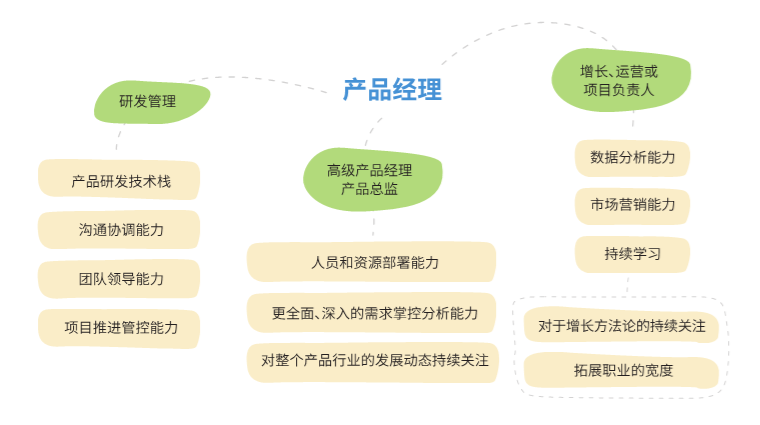 产品经理
研发管理
产品研发技术栈
沟通协调能力
团队领导能力
项目推进管控能力
高级产品经理
产品总监
人员和资源部署能力
更全面、深入的需求掌控分析能力
对整个产品行业的发展动态持续关注
增长、运营或
项目负责人
数据分析能力
市场营销能力
持续学习
对于增长方法论的持续关注
拓展职业的宽度